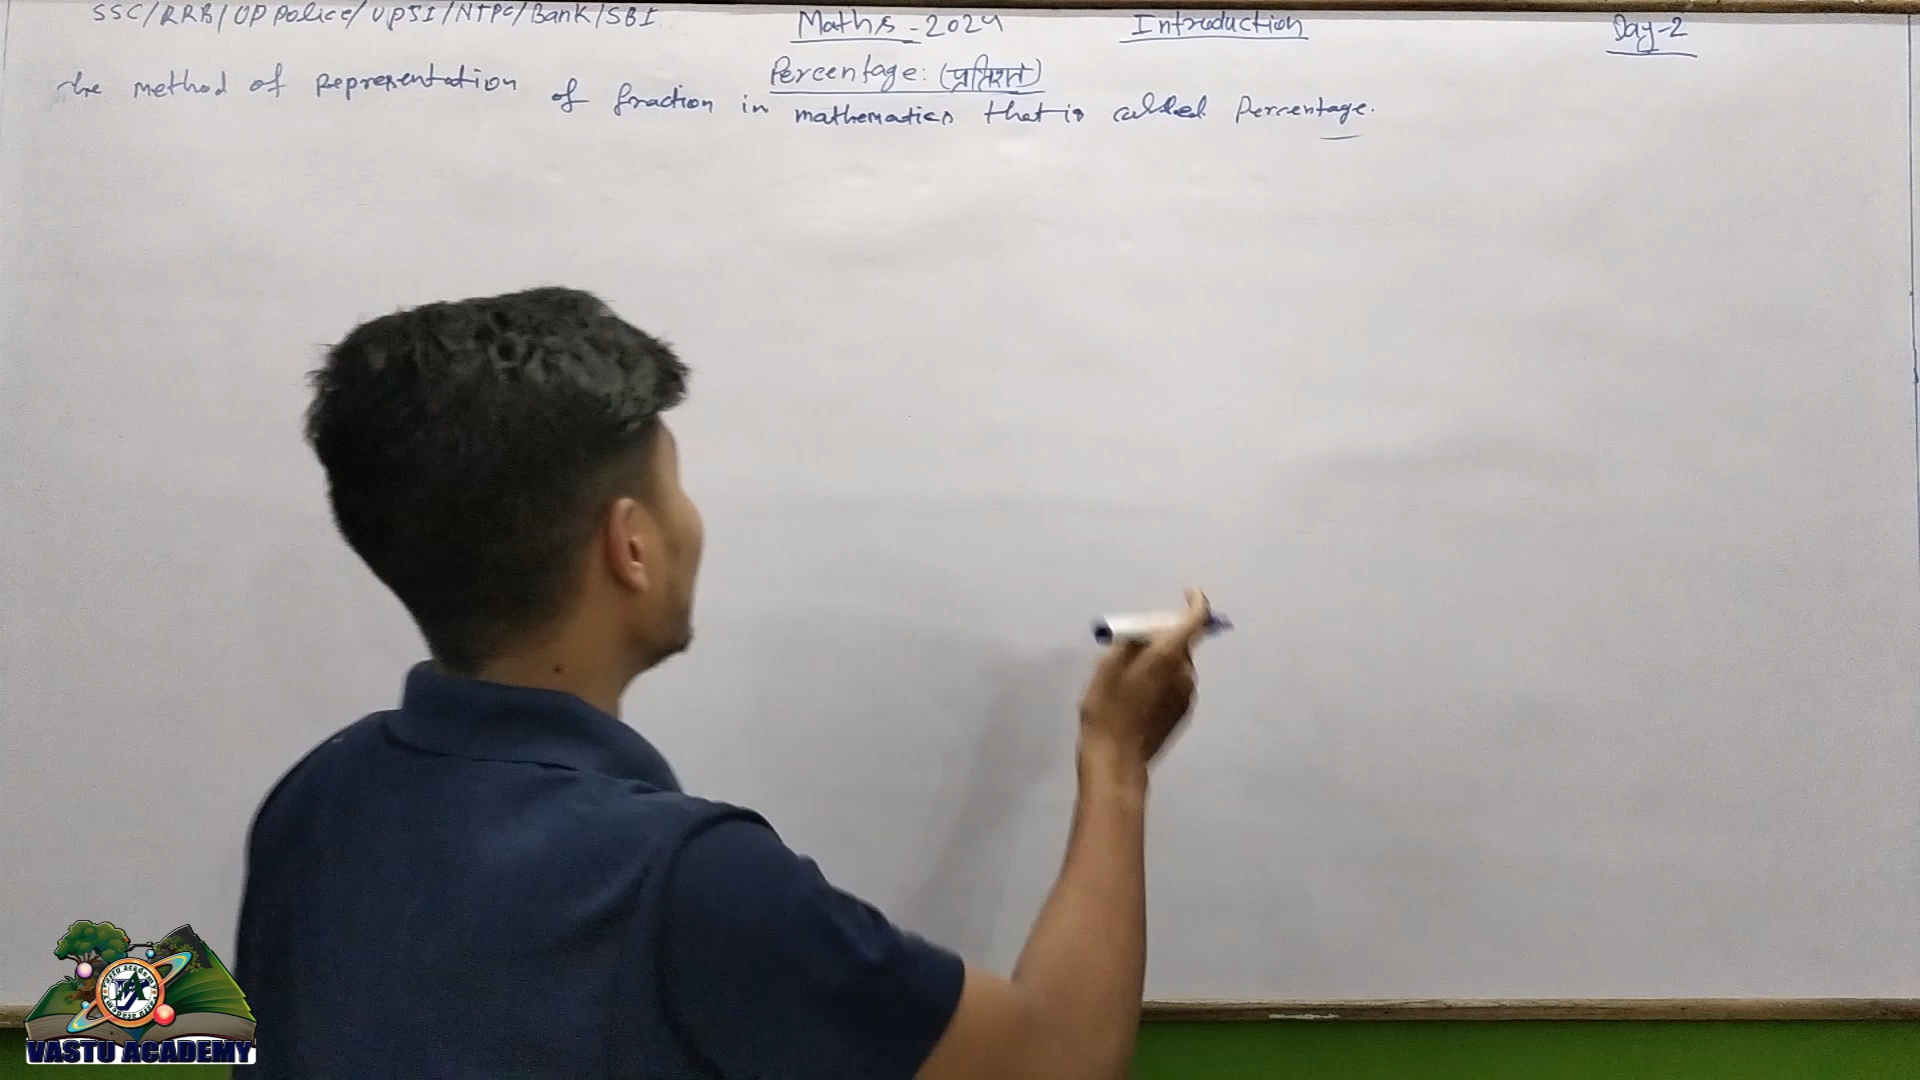 SSC/RRB/UP Police/UPSI/NTPC/Bank/SBI Maths-2024 Introduction Day-2
Percentage: (प्रतिशत)
the method of Representation of fraction in mathematics that is called Percentage.
VASTU ACADEMY